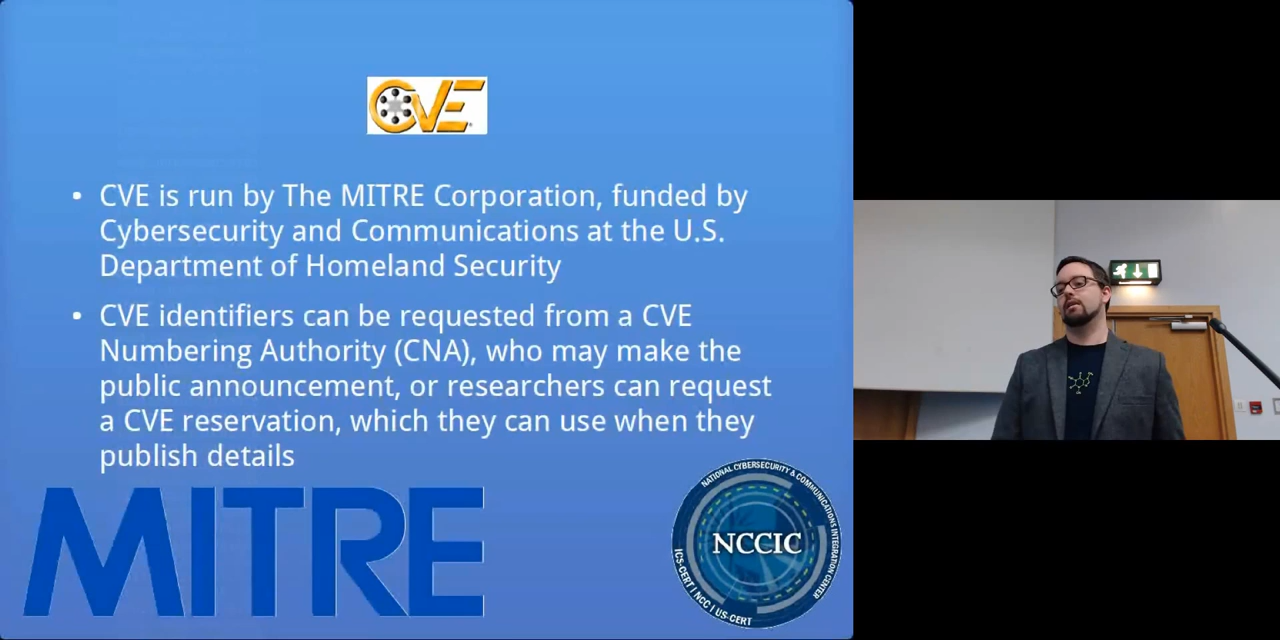 CVE
• CVE is run by The MITRE Corporation, funded by
Cybersecurity and Communications at the U.S.
Department of Homeland Security
• CVE identifiers can be requested from a CVE
Numbering Authority (CNA), who may make the
public announcement, or researchers can request
a CVE reservation, which they can use when they
publish details
MITRE
NATIONAL CYBERSECURITY & COMMUNICATIONS INTEGRATION CENTER
NCCIC
ICS-CERT | NCC | US-CERT